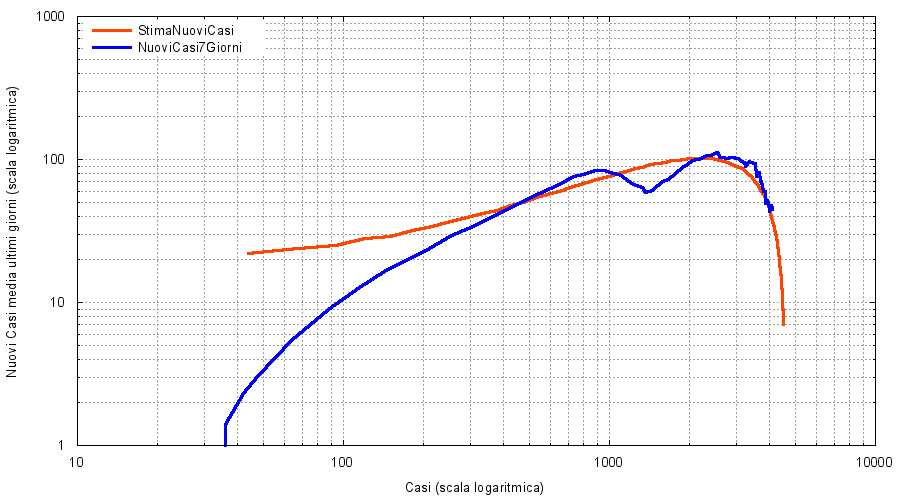 1000
StimaNuoviCasi
NuoviCasi7Giorni
100
10
1
Nuovi Casi media ultimi giorni (scala logaritmica)
10 100 1000 10000
Casi (scala logaritmica)